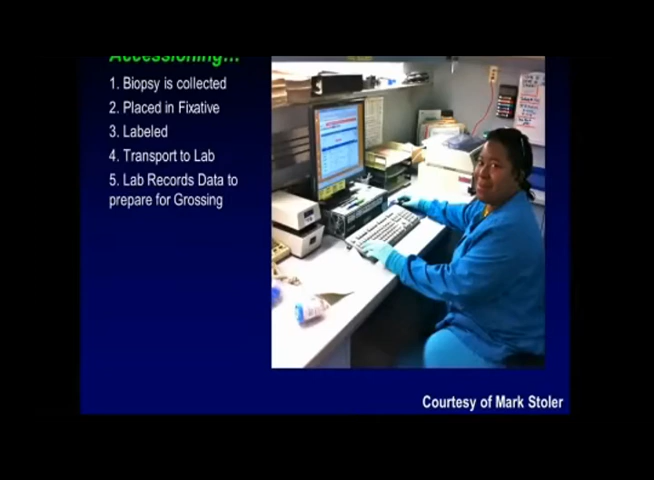 Accessioning...
1. Biopsy is collected
2. Placed in Fixative
3. Labeled
4. Transport to Lab
5. Lab Records Data to
prepare for Grossing
Courtesy of Mark Stoler